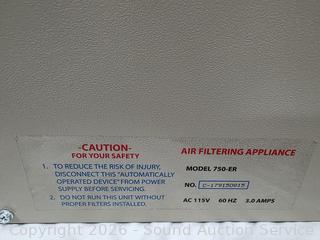 -CAUTION-
FOR YOUR SAFETY
1. TO REDUCE THE RISK OF INJURY,
DISCONNECT THIS "AUTOMATICALLY
OPERATED DEVICE" FROM POWER
SUPPLY BEFORE SERVICING.
2. DO NOT RUN THIS UNIT WITHOUT
PROPER FILTERS INSTALLED.
AIR FILTERING APPLIANCE
MODEL 750-ER
NO. C-179150915
AC 115V 60 HZ 3.0 AMPS
© 2026 - Sound Auction Service